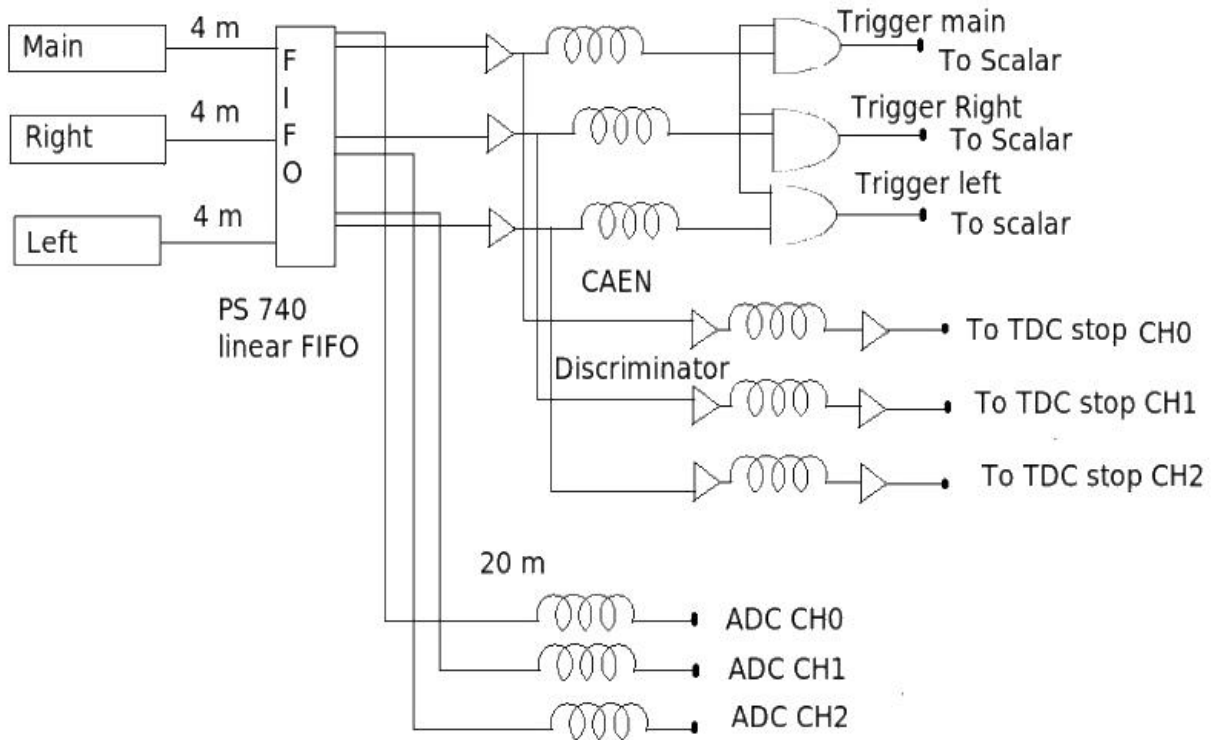 Main
4 m
Right
4 m
Left
4 m
F
I
F
O
PS 740
linear FIFO
Trigger main
To Scalar
Trigger Right
To Scalar
Trigger left
To scalar
CAEN
Discriminator
To TDC stop CH0
To TDC stop CH1
To TDC stop CH2
20 m
ADC CH0
ADC CH1
ADC CH2